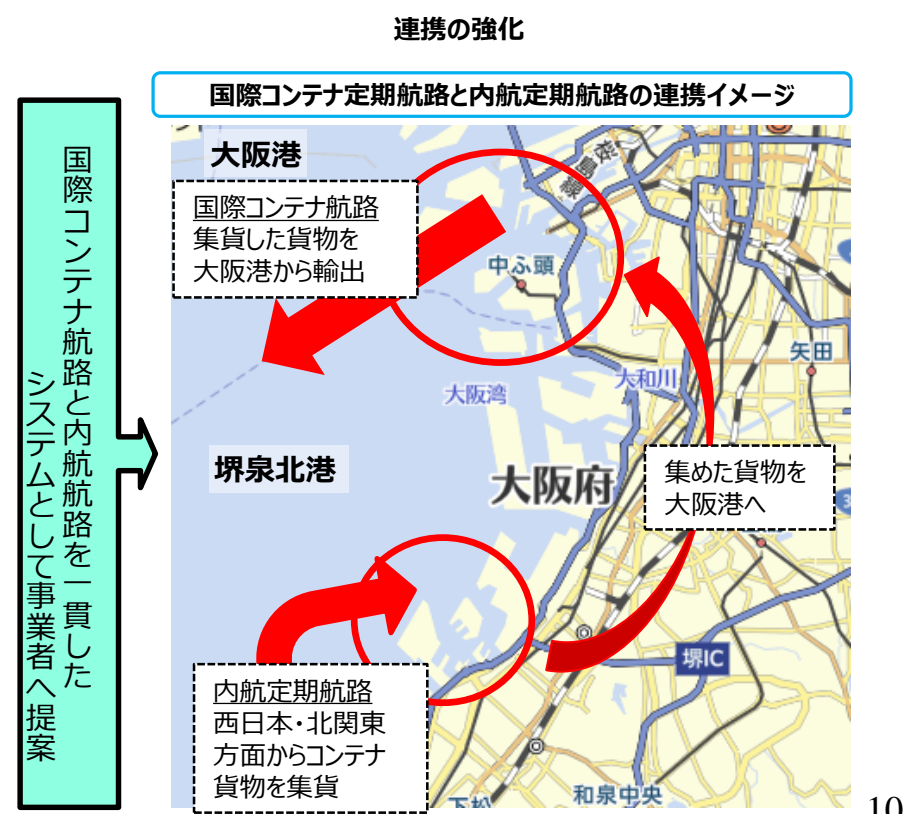 連携の強化
国際コンテナ定期航路と内航定期航路の連携イメージ
国際コンテナ航路と内航航路を一貫した
システムとして事業者へ提案
大阪港
国際コンテナ航路
集貨した貨物を
大阪港から輸出
桜島線
中ふ頭
矢田
大和川
大阪湾
堺泉北港
大阪府
集めた貨物を
大阪港へ
堺IC
内航定期航路
西日本・北関東
方面からコンテナ
貨物を集貨
和泉中央
下松
10